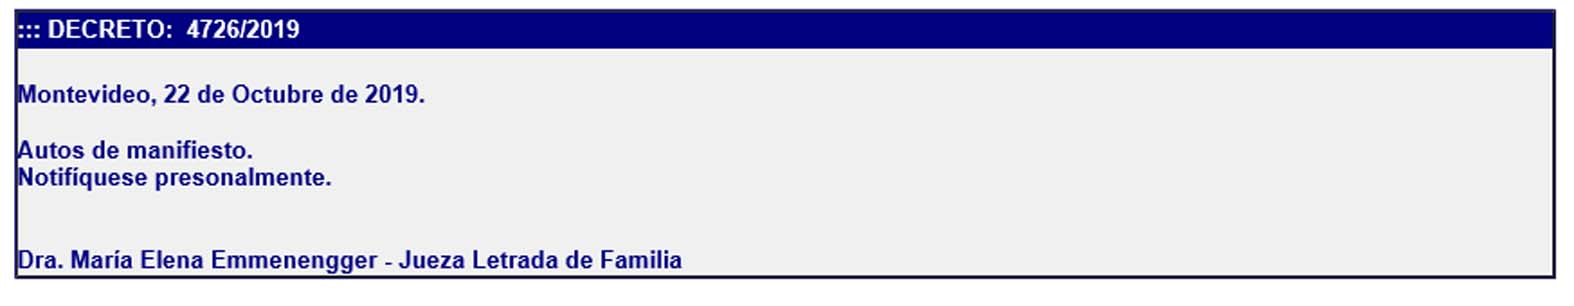 ::: DECRETO: 4726/2019
Montevideo, 22 de Octubre de 2019.
Autos de manifiesto.
Notifíquese presonalmente.
Dra. María Elena Emmenengger - Jueza Letrada de Familia